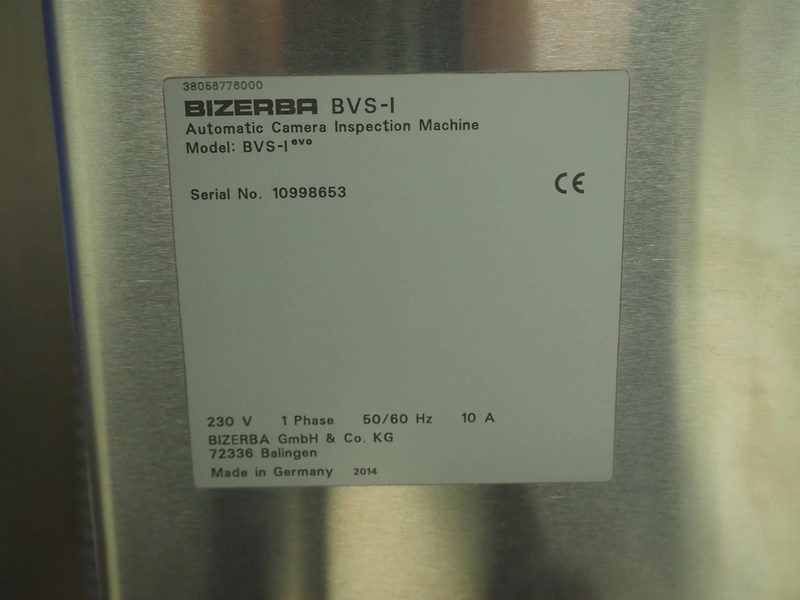 38058776000
BIZERBA BVS-I
Automatic Camera Inspection Machine
Model: BVS-I evo
Serial No. 10998653
CE
230 V 1 Phase 50/60 Hz 10 A
BIZERBA GmbH & Co. KG
72336 Balingen
Made in Germany 2014